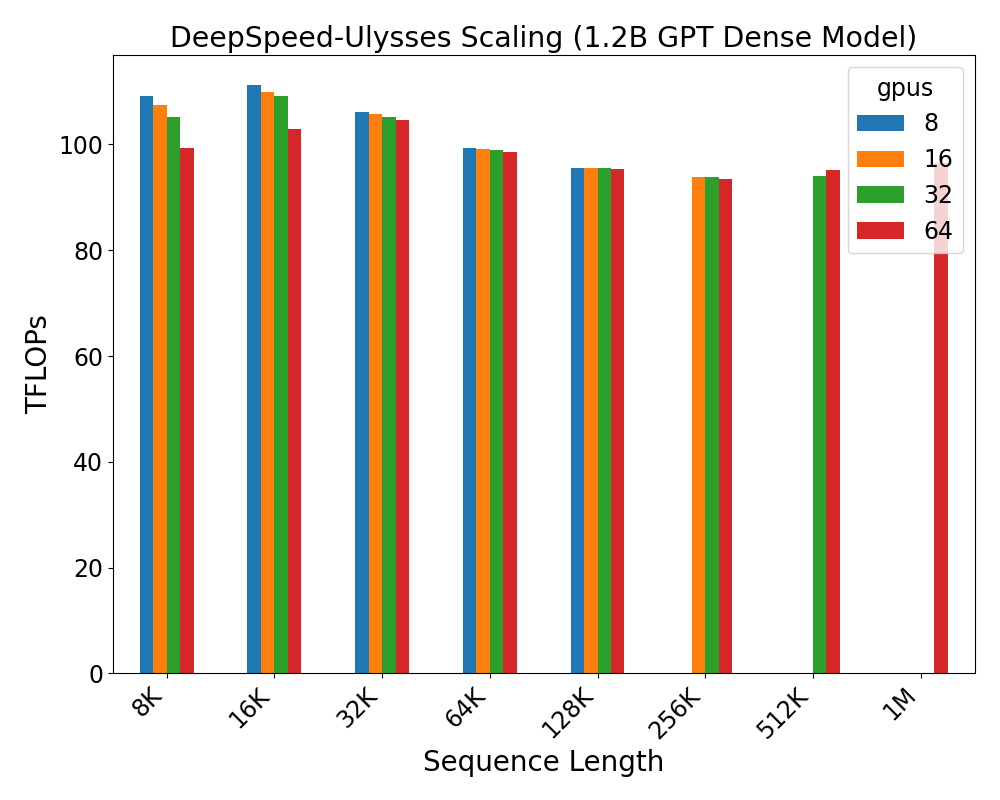 DeepSpeed-Ulysses Scaling (1.2B GPT Dense Model)
gpus
8
16
32
64
TFLOPs
100
80
60
40
20
0
8K
16K
32K
64K
128K
256K
512K
1M
Sequence Length